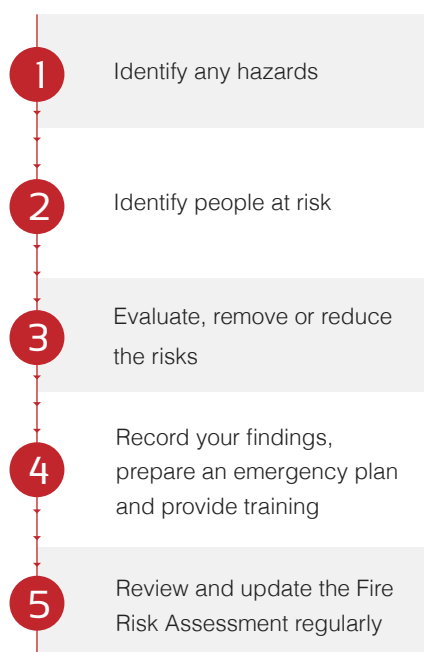 1
Identify any hazards
2
Identify people at risk
3
Evaluate, remove or reduce
the risks
4
Record your findings,
prepare an emergency plan
and provide training
5
Review and update the Fire
Risk Assessment regularly